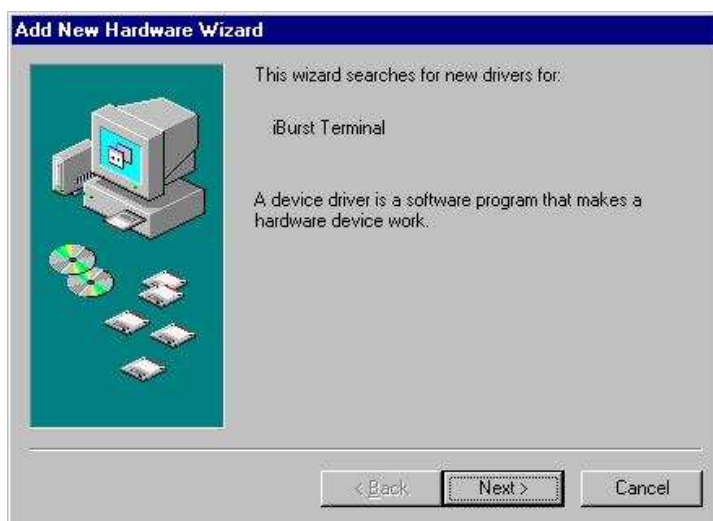 Add New Hardware Wizard
This wizard searches for new drivers for:
iBurst Terminal
A device driver is a software program that makes a
hardware device work.
< Back
Next >
Cancel